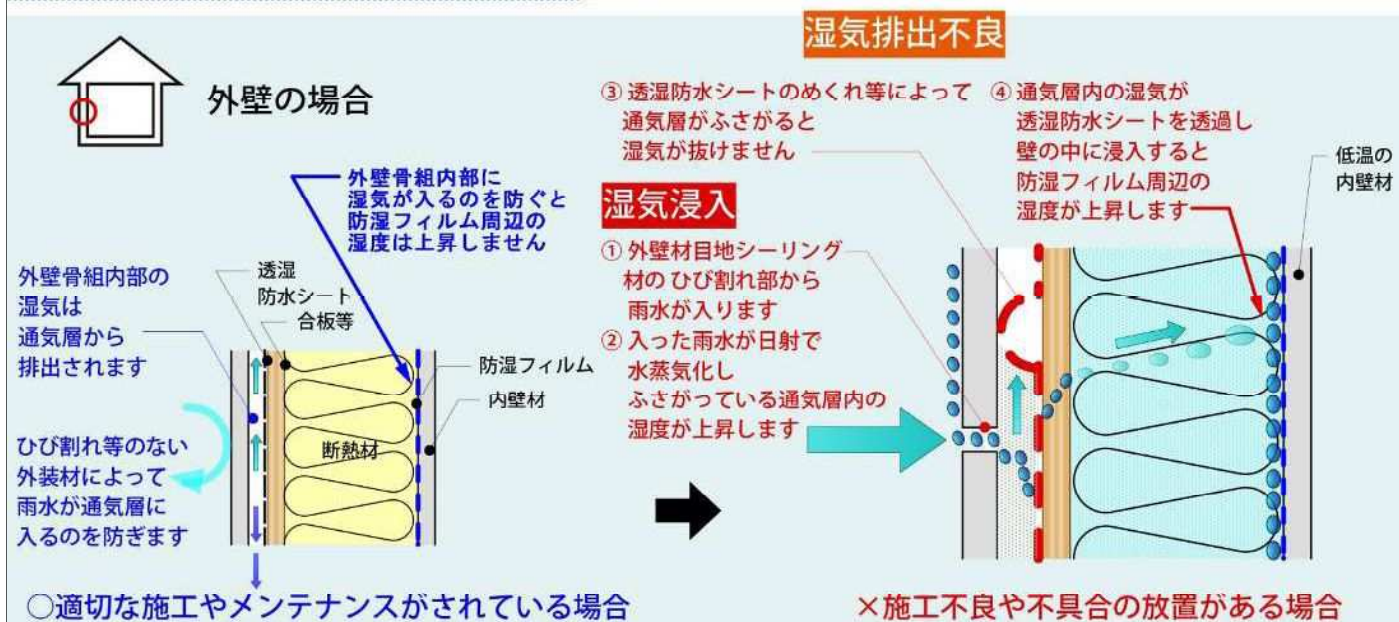 湿気排出不良
外壁の場合
③ 透湿防水シートのめくれ等によって
通気層がふさがると
湿気が抜けません
④ 通気層内の湿気が
透湿防水シートを透過し
壁の中に浸入すると
防湿フィルム周辺の
湿度が上昇します
低温の
内壁材
外壁骨組内部に
湿気が入るのを防ぐと
防湿フィルム周辺の
湿度は上昇しません
湿気浸入
① 外壁材目地シーリング
材の ひび割れ部から
雨水が入ります
② 入った雨水が日射で
水蒸気化し
ふさがっている通気層内の
湿度が上昇します
外壁骨組内部の
湿気は
通気層から
排出されます
透湿
防水シート
合板等
防湿フィルム
内壁材
断熱材
ひび割れ等のない
外装材によって
雨水が通気層に
入るのを防ぎます
○適切な施工やメンテナンスがされている場合
×施工不良や不具合の放置がある場合